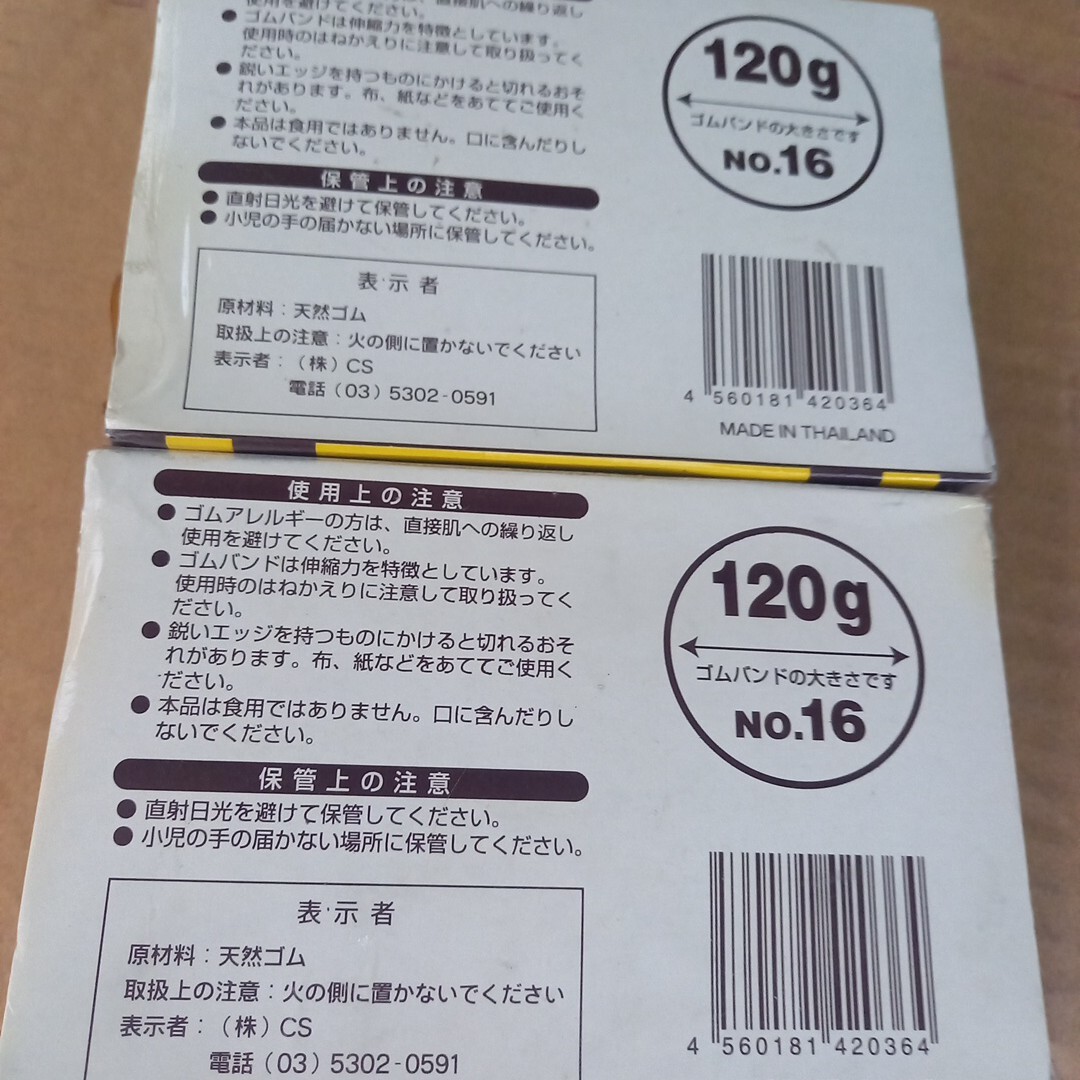 使用を避けてください。
● ゴムバンドは伸縮力を特徴としています。
使用時のはねかえりに注意して取り扱ってく
ださい。
● 鋭いエッジを持つものにかけると切れるおそ
れがあります。布、紙などをあててご使用く
ださい。
● 本品は食用ではありません。口に含んだりし
ないでください。
保管上の注意
● 直射日光を避けて保管してください。
● 小児の手の届かない場所に保管してください。
表・示 者
原材料：天然ゴム
取扱上の注意：火の側に置かないでください
表示者：（株）CS
電話（03）5302-0591
120g
ゴムバンドの大きさです
NO.16
4 560181 420364
MADE IN THAILAND
使用上の注意
● ゴムアレルギーの方は、直接肌への繰り返し
使用を避けてください。
● ゴムバンドは伸縮力を特徴としています。
使用時のはねかえりに注意して取り扱ってく
ださい。
● 鋭いエッジを持つものにかけると切れるおそ
れがあります。布、紙などをあててご使用く
ださい。
● 本品は食用ではありません。口に含んだりし
ないでください。
保管上の注意
● 直射日光を避けて保管してください。
● 小児の手の届かない場所に保管してください。
表・示 者
原材料：天然ゴム
取扱上の注意：火の側に置かないでください
表示者：（株）CS
電話（03）5302-0591
120g
ゴムバンドの大きさです
NO.16
4 560181 420364